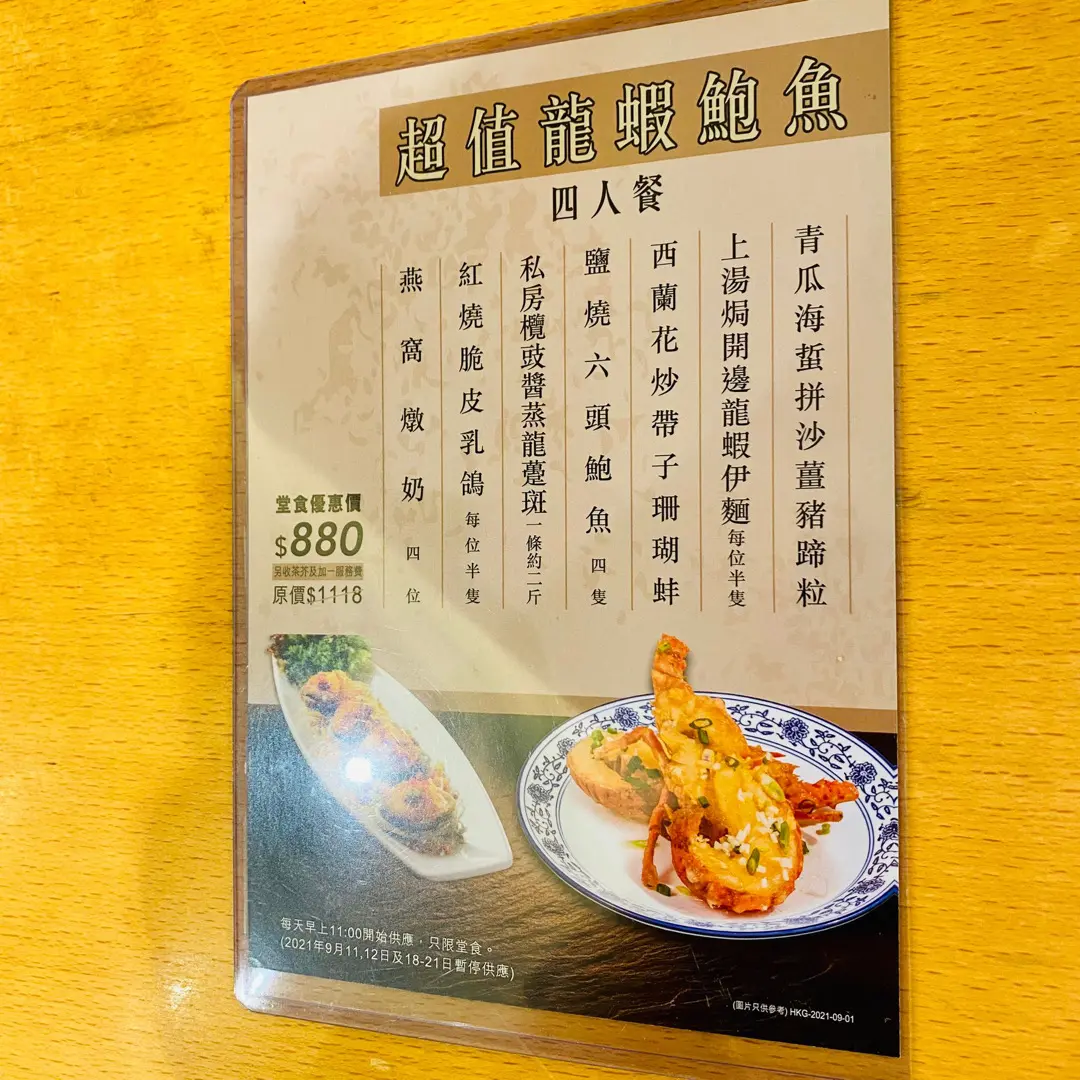 超值龍蝦鮑魚
四人餐
青瓜海蜇拼沙薑豬蹄粒
上湯焗開邊龍蝦伊麵每位半隻
西蘭花炒帶子珊瑚蚌
鹽燒六頭鮑魚四隻
私房欖豉醬蒸龍躉斑一條約二斤
紅燒脆皮乳鴿每位半隻
燕窩燉奶四位
堂食優惠價
$880
另收茶芥及加一服務費
原價$1118
每天早上11:00開始供應，只限堂食。
(2021年9月11,12日及18-21日暫停供應)
(圖片只供參考) HKG-2021-09-01